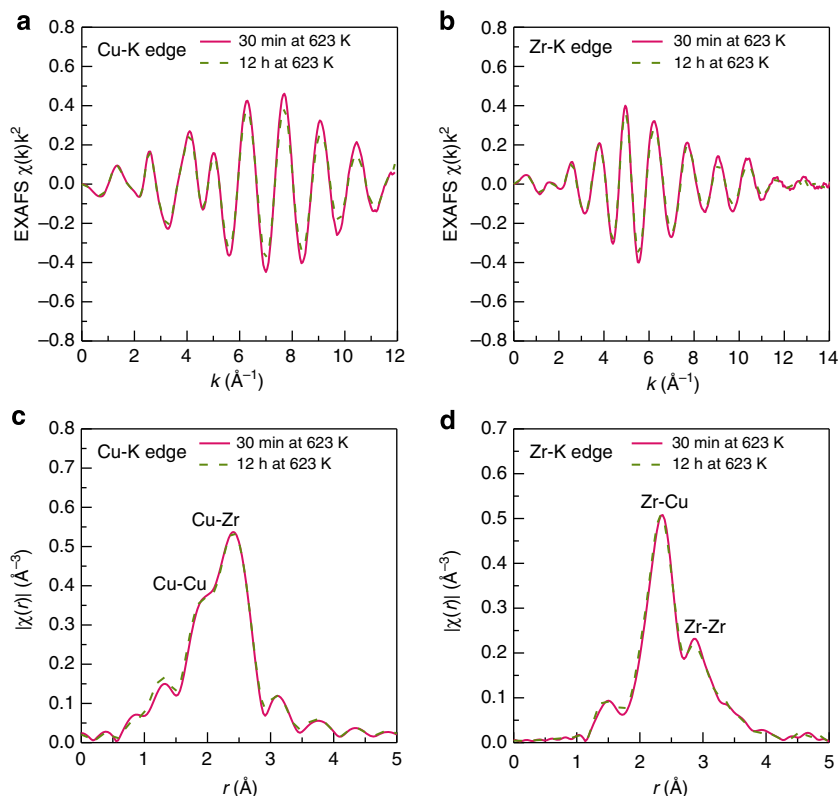 a
Cu-K edge
30 min at 623 K
12 h at 623 K
EXAFS χ(k)k²
0.8
0.6
0.4
0.2
0.0
−0.2
−0.4
−0.6
−0.8
0 2 4 6 8 10 12
k (Å⁻¹)
b
Zr-K edge
30 min at 623 K
12 h at 623 K
EXAFS χ(k)k²
0.8
0.6
0.4
0.2
0.0
−0.2
−0.4
−0.6
−0.8
0 2 4 6 8 10 12 14
k (Å⁻¹)
c
Cu-K edge
30 min at 623 K
12 h at 623 K
Cu-Zr
Cu-Cu
|χ(r)| (Å⁻³)
0.8
0.7
0.6
0.5
0.4
0.3
0.2
0.1
0.0
0 1 2 3 4 5
r (Å)
d
Zr-K edge
30 min at 623 K
12 h at 623 K
Zr-Cu
Zr-Zr
|χ(r)| (Å⁻³)
0.7
0.6
0.5
0.4
0.3
0.2
0.1
0.0
0 1 2 3 4 5
r (Å)